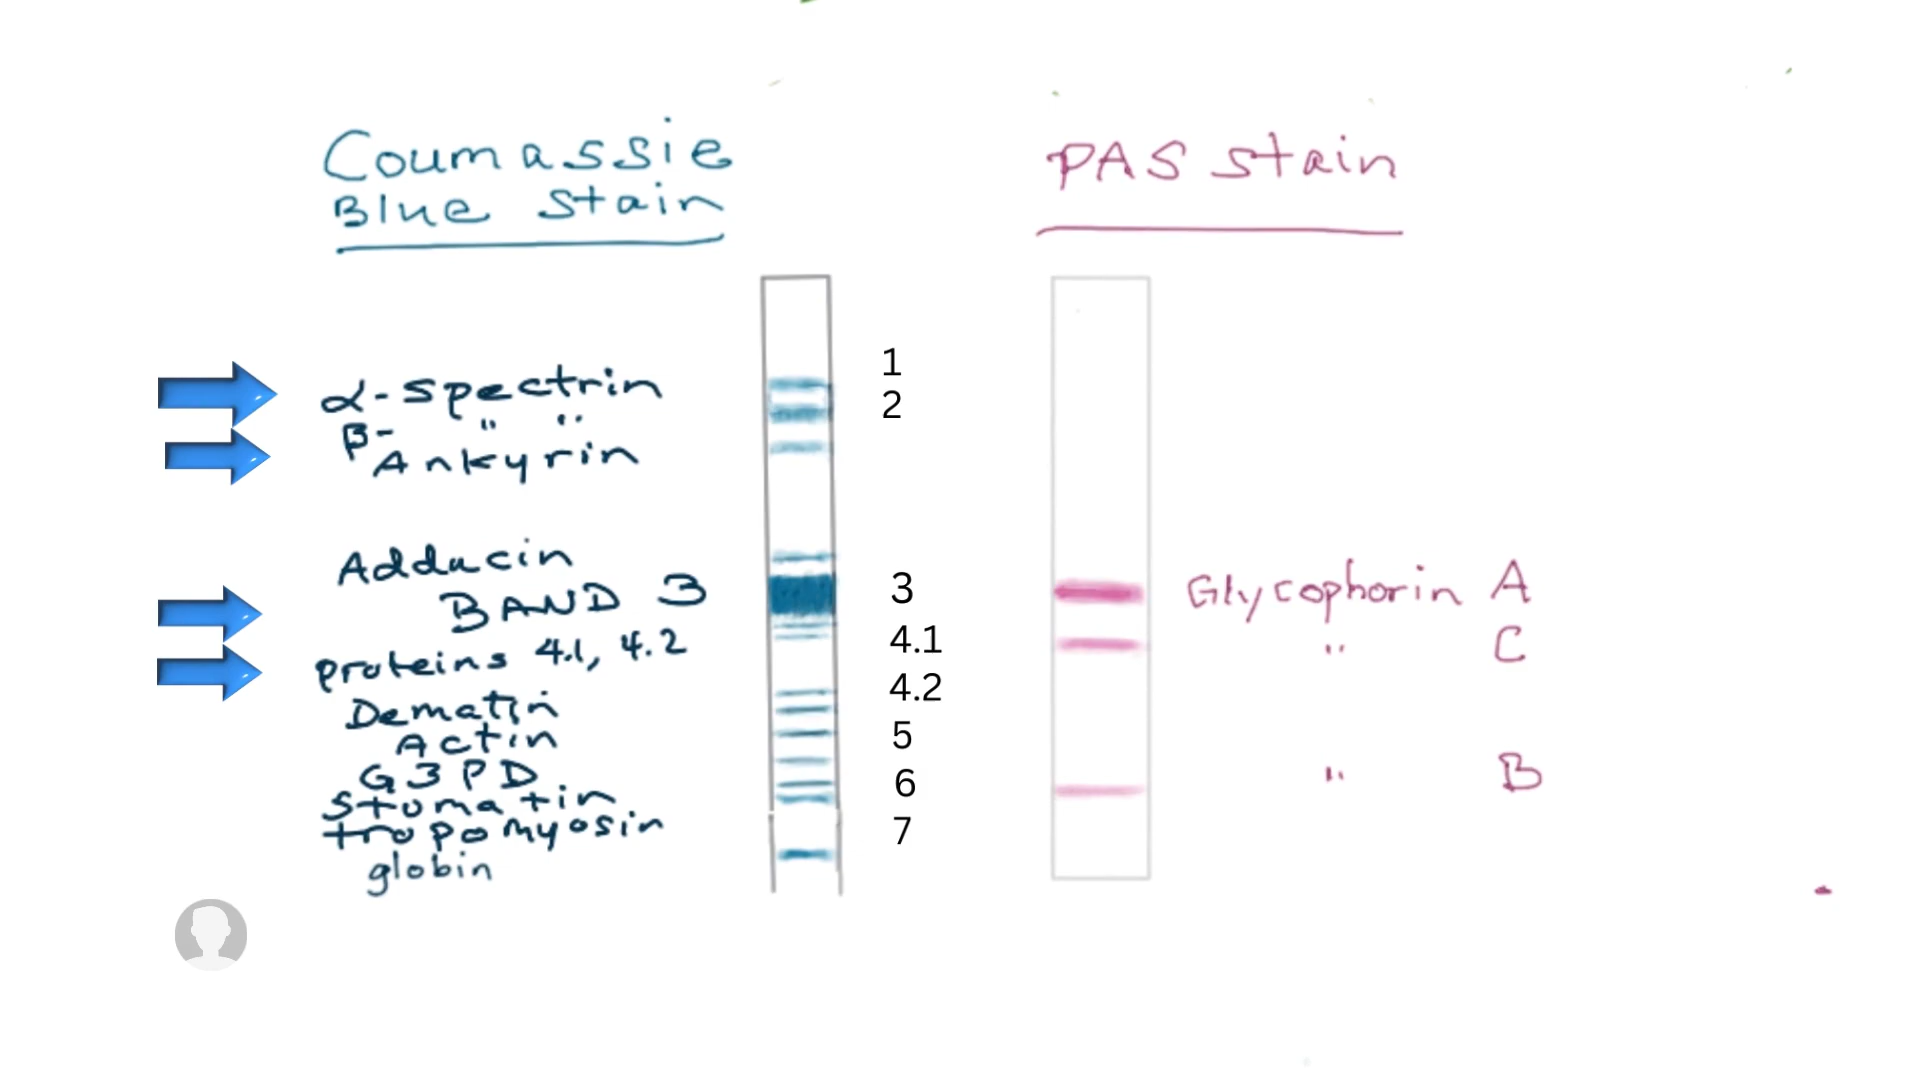 Coumassie
Blue stain
PAS stain
α-spectrin
β- " "
Ankyrin
Adducin
BAND 3
proteins 4.1, 4.2
Dematin
Actin
G3PD
Stomatin
tropomyosin
globin
1
2
3
4.1
4.2
5
6
7
Glycophorin A
" C
" B